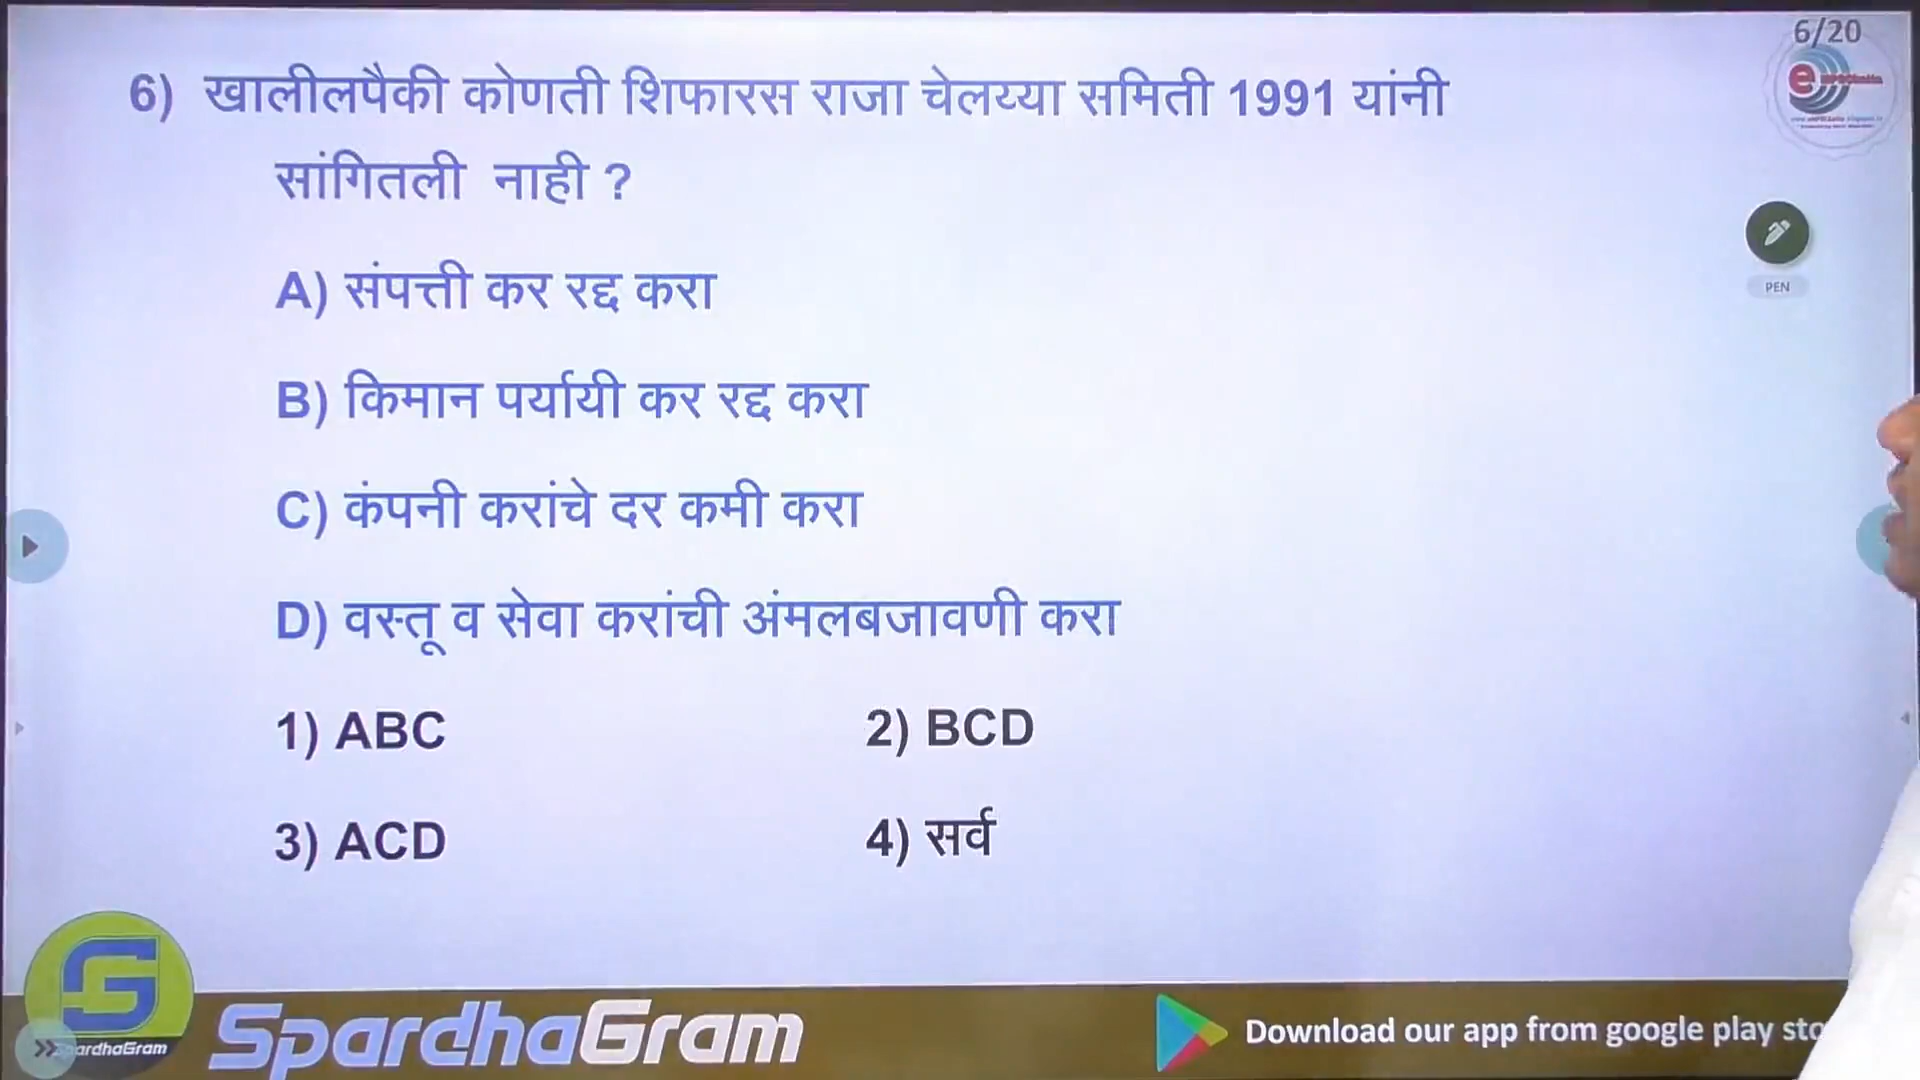 6/20
6) खालीलपैकी कोणती शिफारस राजा चेलय्या समिती 1991 यांनी
सांगितली नाही ?
PEN
A) संपत्ती कर रद्द करा
B) किमान पर्यायी कर रद्द करा
C) कंपनी करांचे दर कमी करा
D) वस्तू व सेवा करांची अंमलबजावणी करा
1) ABC
2) BCD
3) ACD
4) सर्व
SpardhaGram
Download our app from google play sto